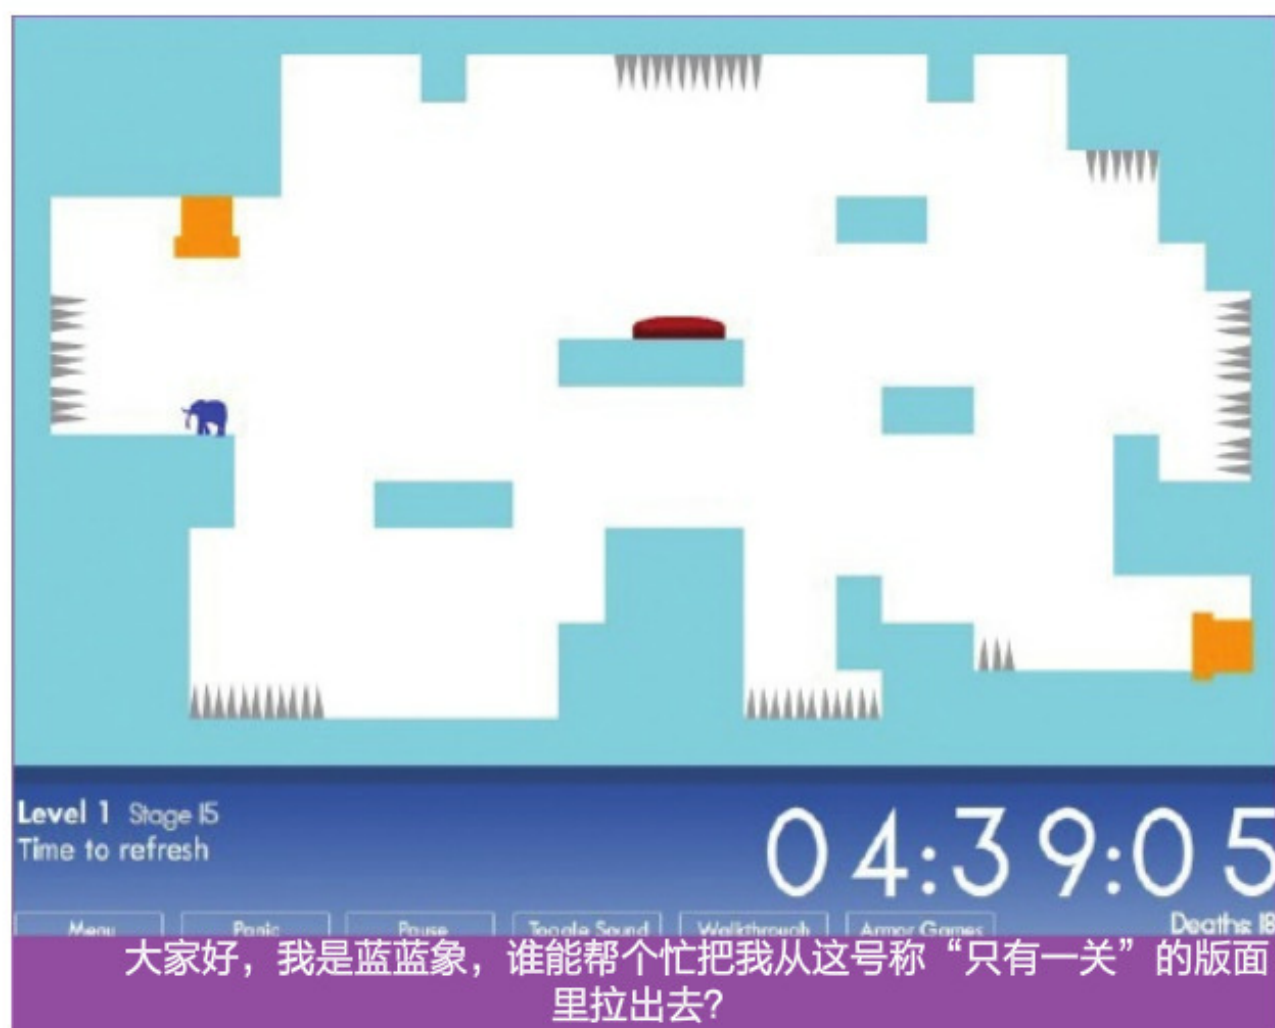 Level 1 Stage 15
Time to refresh
04:39:05
Menu Panic Pause Toggle Sound Walkthrough Armor Games
Deaths 18
大家好，我是蓝蓝象，谁能帮个忙把我从这号称“只有一关”的版面
里拉出去？